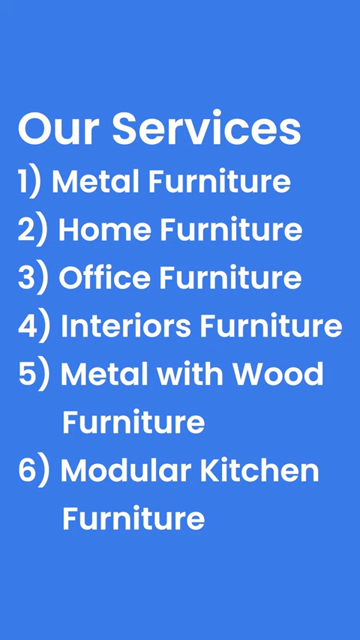 Our Services
1) Metal Furniture
2) Home Furniture
3) Office Furniture
4) Interiors Furniture
5) Metal with Wood
Furniture
6) Modular Kitchen
Furniture